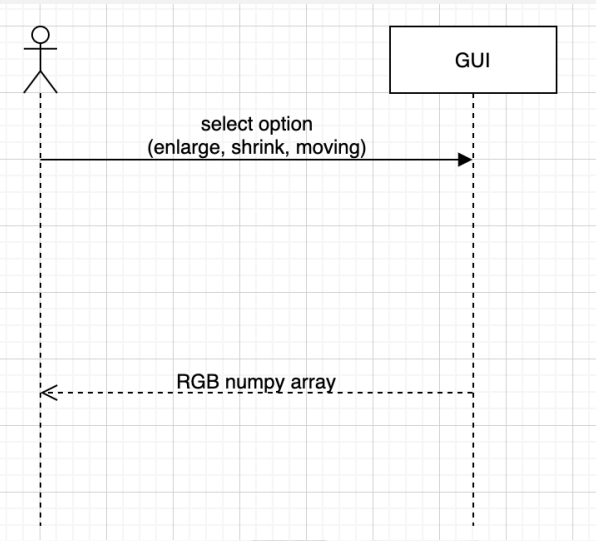 GUI
select option
(enlarge, shrink, moving)
RGB numpy array